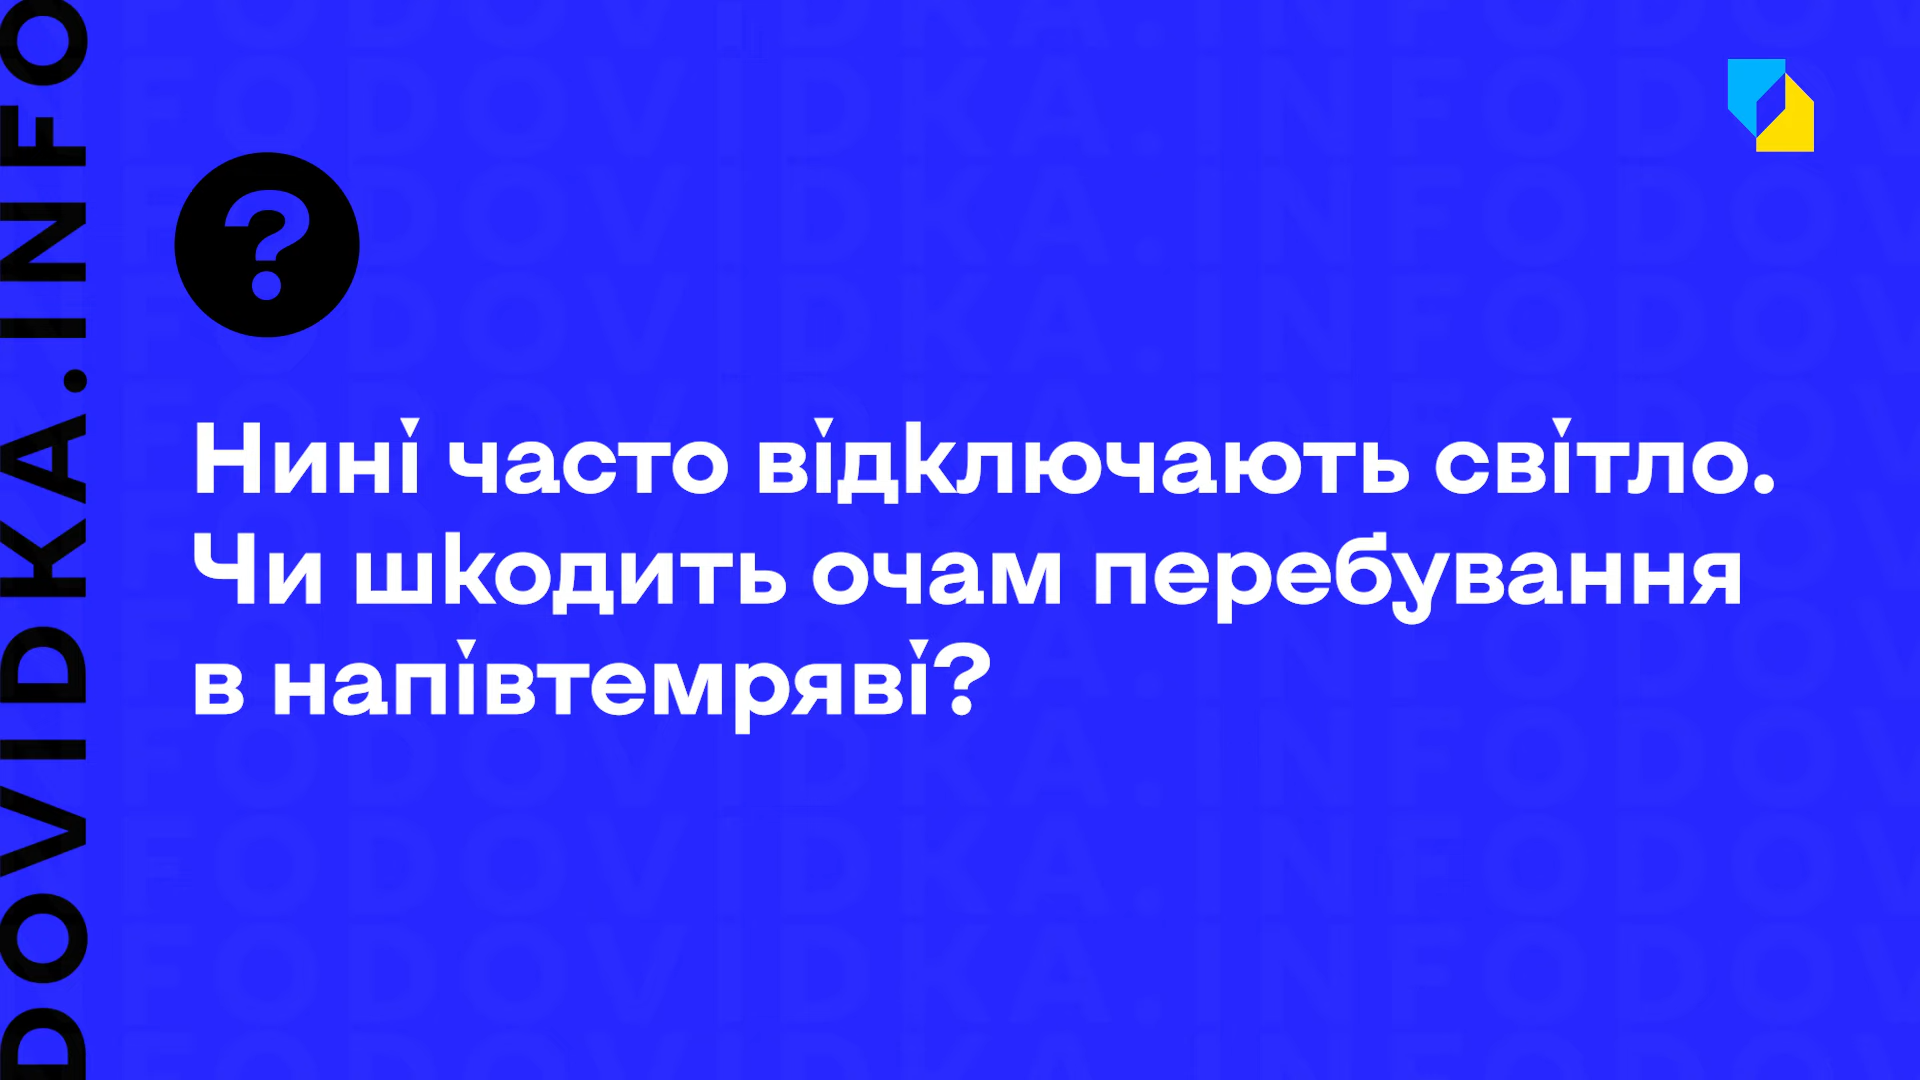 DOVIDKA.INFO
?
Нині часто відключають світло.
Чи шкодить очам перебування
в напівтемряві?